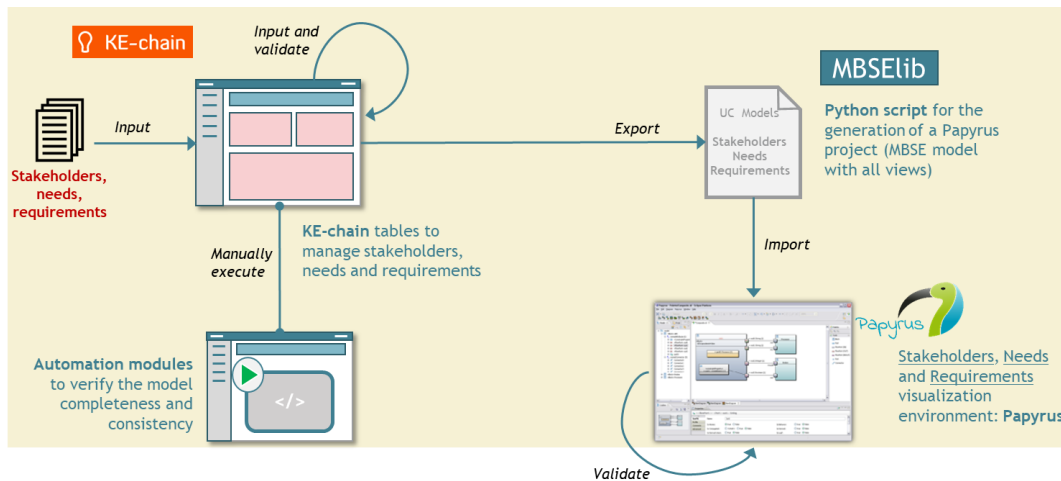 KE-chain
Input and
validate
MBSElib
Input
Export
UC Models
Stakeholders
Needs
Requirements
Python script for the
generation of a Papyrus
project (MBSE model
with all views)
Stakeholders,
needs,
requirements
Manually
execute
KE-chain tables to
manage stakeholders,
needs and requirements
Import
Automation modules
to verify the model
completeness and
consistency
</>
Papyrus
Stakeholders, Needs
and Requirements
visualization
environment: Papyrus
Validate